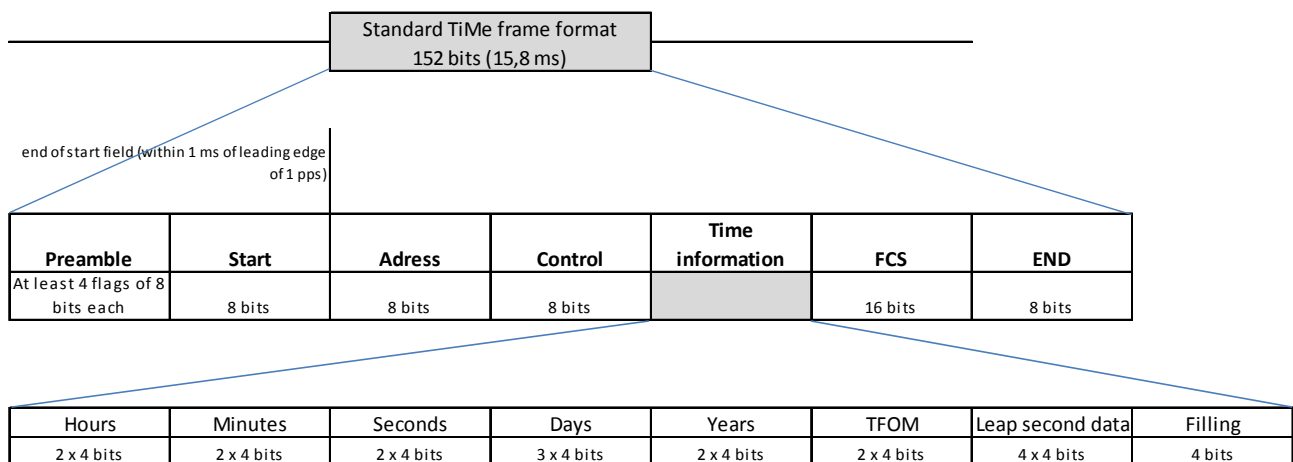 Standard TiMe frame format
152 bits (15,8 ms)
end of start field (within 1 ms of leading edge
of 1 pps)
Preamble Start Adress Control Time information FCS END
At least 4 flags of 8 bits each 8 bits 8 bits 8 bits 16 bits 8 bits
Hours Minutes Seconds Days Years TFOM Leap second data Filling
2 x 4 bits 2 x 4 bits 2 x 4 bits 3 x 4 bits 2 x 4 bits 2 x 4 bits 4 x 4 bits 4 bits